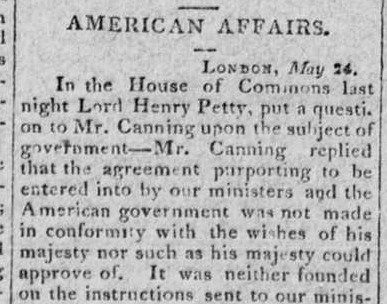 AMERICAN AFFAIRS.
LONDON, May 24.
In the House of Commons last
night Lord Henry Petty, put a questi.
on to Mr. Canning upon the subject of
government—Mr. Canning replied
that the agreement purporting to be
entered into by our ministers and the
American government was not made
in conformity with the wishes of his
majesty nor such as his majesty could
approve of. It was neither founded
on the instructions sent to our minis-